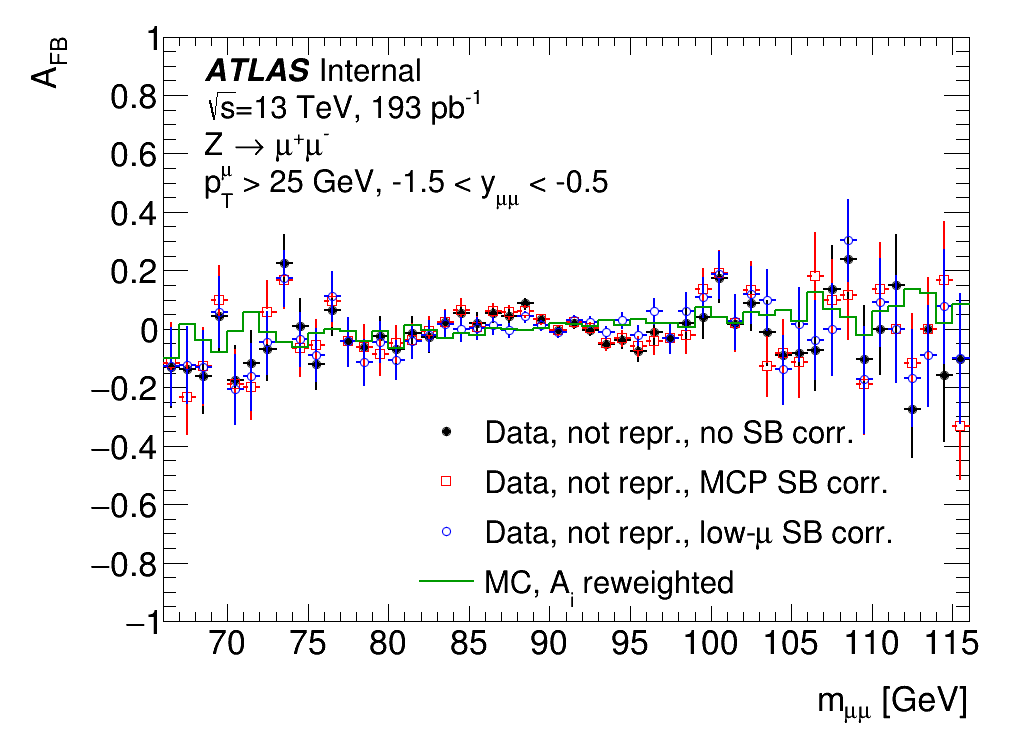 A_FB
ATLAS Internal
√s=13 TeV, 193 pb⁻¹
Z → μ⁺μ⁻
p_T^μ > 25 GeV, -1.5 < y_μμ < -0.5
1
0.8
0.6
0.4
0.2
0
−0.2
−0.4
−0.6
−0.8
−1
Data, not repr., no SB corr.
Data, not repr., MCP SB corr.
Data, not repr., low-μ SB corr.
MC, A_i reweighted
70 75 80 85 90 95 100 105 110 115
m_μμ [GeV]